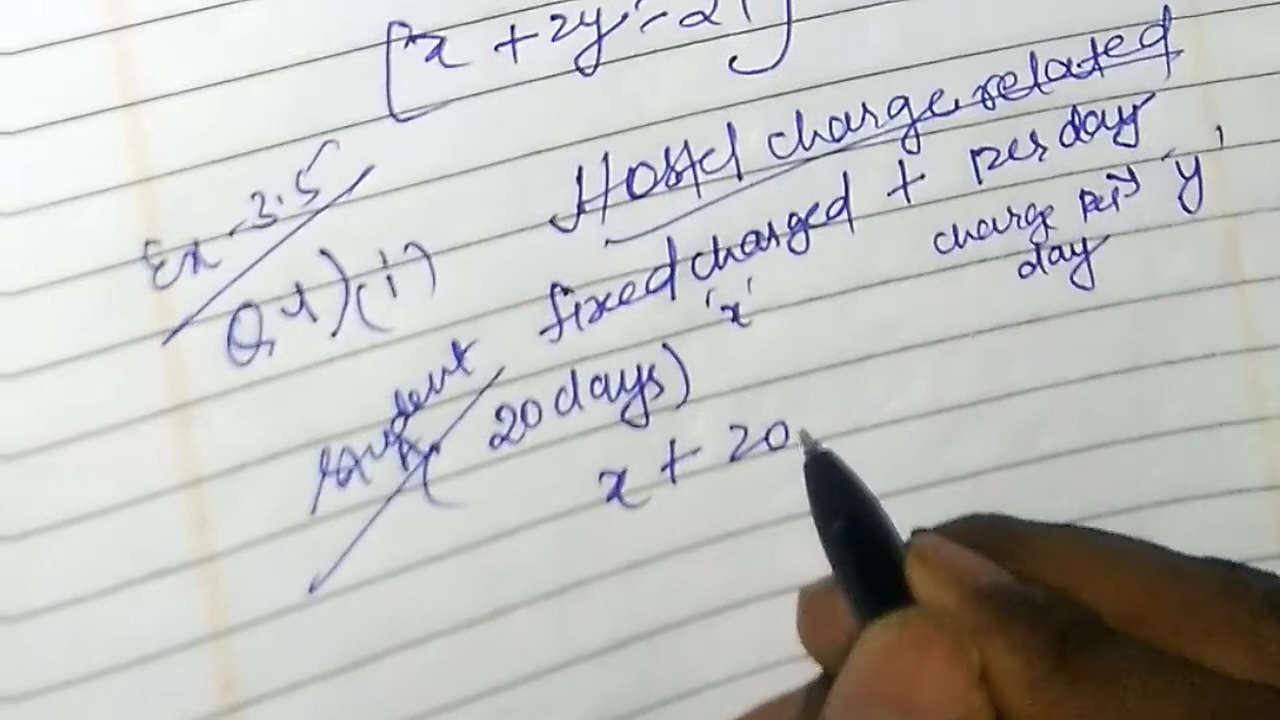 [x + 2y = 21]
Ex - 3.5
Hostel charge related
Q.4)(i)
fixed charged + per day
'x'
charge per day 'y'
student A (20 days)
x + 20